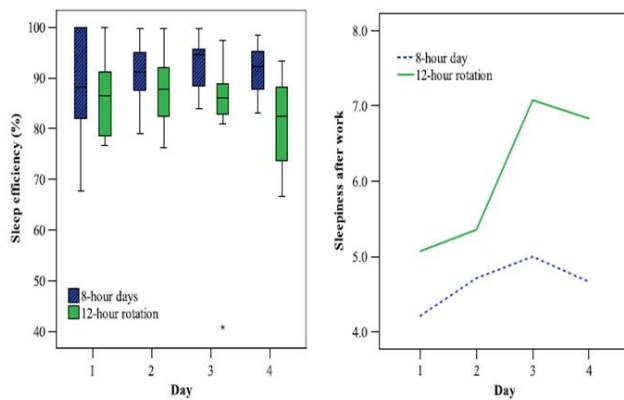 100
90
80
70
60
50
40
Sleep efficiency (%)
8-hour days
12-hour rotation
*
1 2 3 4
Day
8.0
7.0
6.0
5.0
4.0
Sleepiness after work
8-hour day
12-hour rotation
1 2 3 4
Day